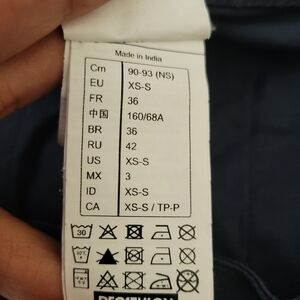 Made in India
Cm 90-93 (NS)
EU XS-S
FR 36
中国 160/68A
BR 36
RU 42
US XS-S
MX 3
ID XS-S
CA XS-S / TP-P
30
DECATHLON